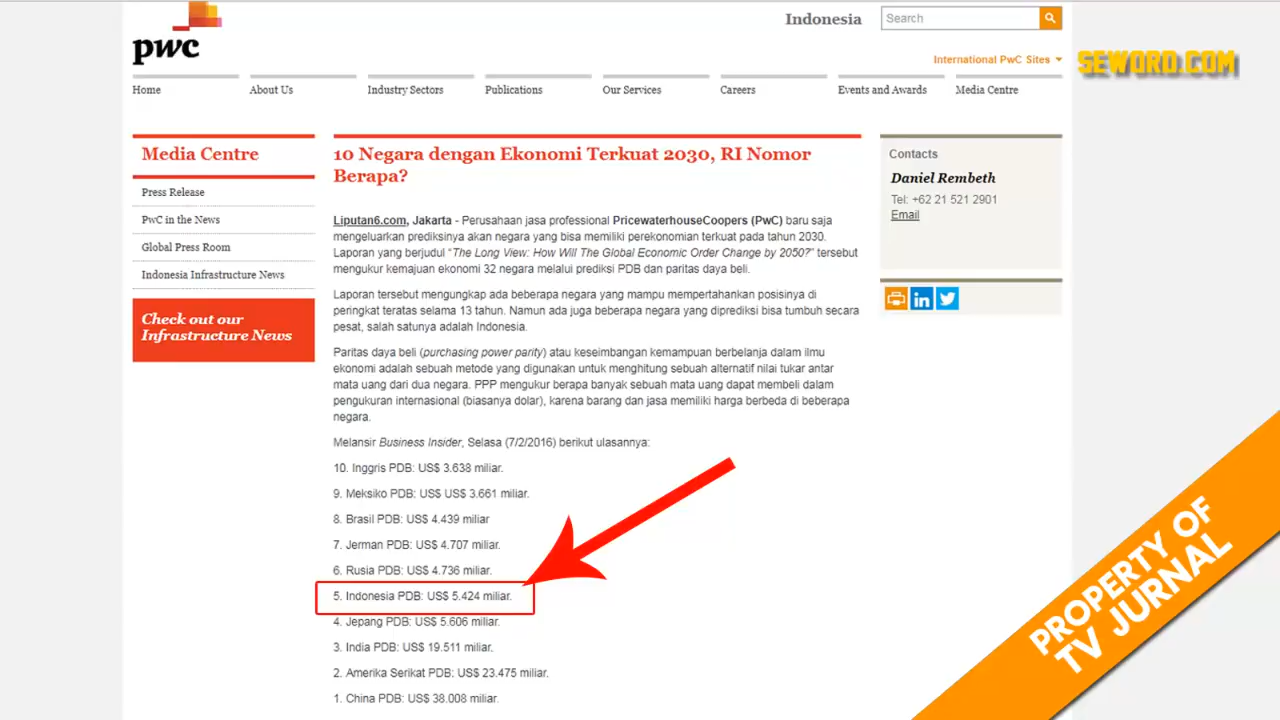 pwc
Indonesia
Search
International PwC Sites
SEWORD.COM
Home
About Us
Industry Sectors
Publications
Our Services
Careers
Events and Awards
Media Centre
Media Centre
Press Release
PwC in the News
Global Press Room
Indonesia Infrastructure News
Check out our
Infrastructure News
10 Negara dengan Ekonomi Terkuat 2030, RI Nomor
Berapa?
Liputan6.com, Jakarta - Perusahaan jasa professional PricewaterhouseCoopers (PwC) baru saja
mengeluarkan prediksinya akan negara yang bisa memiliki perekonomian terkuat pada tahun 2030.
Laporan yang berjudul “The Long View: How Will The Global Economic Order Change by 2050?” tersebut
mengukur kemajuan ekonomi 32 negara melalui prediksi PDB dan paritas daya beli.
Laporan tersebut mengungkap ada beberapa negara yang mampu mempertahankan posisinya di
peringkat teratas selama 13 tahun. Namun ada juga beberapa negara yang diprediksi bisa tumbuh secara
pesat, salah satunya adalah Indonesia.
Paritas daya beli (purchasing power parity) atau keseimbangan kemampuan berbelanja dalam ilmu
ekonomi adalah sebuah metode yang digunakan untuk menghitung sebuah alternatif nilai tukar antar
mata uang dari dua negara. PPP mengukur berapa banyak sebuah mata uang dapat membeli dalam
pengukuran internasional (biasanya dolar), karena barang dan jasa memiliki harga berbeda di beberapa
negara.
Melansir Business Insider, Selasa (7/2/2016) berikut ulasannya:
10. Inggris PDB: US$ 3.638 miliar.
9. Meksiko PDB: US$ US$ 3.661 miliar.
8. Brasil PDB: US$ 4.439 miliar
7. Jerman PDB: US$ 4.707 miliar.
6. Rusia PDB: US$ 4.736 miliar.
5. Indonesia PDB: US$ 5.424 miliar.
4. Jepang PDB: US$ 5.606 miliar.
3. India PDB: US$ 19.511 miliar.
2. Amerika Serikat PDB: US$ 23.475 miliar.
1. China PDB: US$ 38.008 miliar.
Contacts
Daniel Rembeth
Tel: +62 21 521 2901
Email
in
PROPERTY OF
TV JURNAL